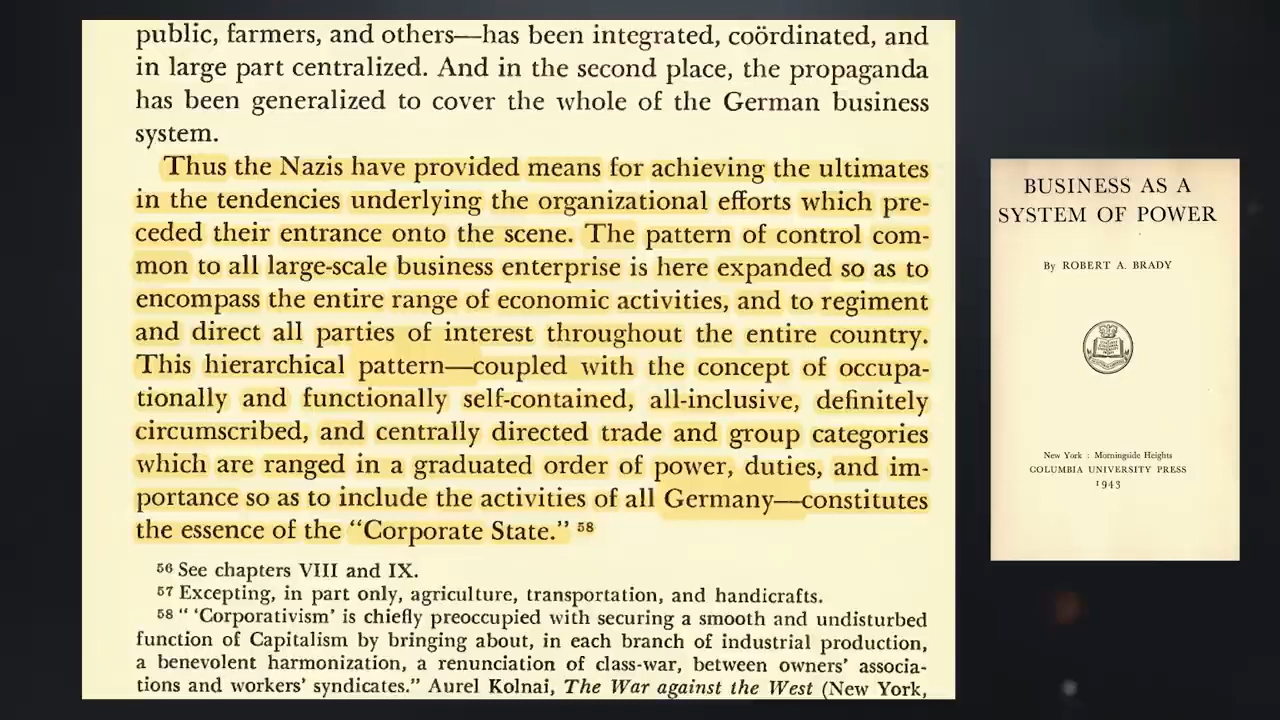 public, farmers, and others—has been integrated, coördinated, and
in large part centralized. And in the second place, the propaganda
has been generalized to cover the whole of the German business
system.
Thus the Nazis have provided means for achieving the ultimates
in the tendencies underlying the organizational efforts which pre-
ceded their entrance onto the scene. The pattern of control com-
mon to all large-scale business enterprise is here expanded so as to
encompass the entire range of economic activities, and to regiment
and direct all parties of interest throughout the entire country.
This hierarchical pattern—coupled with the concept of occupa-
tionally and functionally self-contained, all-inclusive, definitely
circumscribed, and centrally directed trade and group categories
which are ranged in a graduated order of power, duties, and im-
portance so as to include the activities of all Germany—constitutes
the essence of the “Corporate State.” 58
56 See chapters VIII and IX.
57 Excepting, in part only, agriculture, transportation, and handicrafts.
58 “ ‘Corporativism’ is chiefly preoccupied with securing a smooth and undisturbed
function of Capitalism by bringing about, in each branch of industrial production,
a benevolent harmonization, a renunciation of class-war, between owners’ associa-
tions and workers’ syndicates.” Aurel Kolnai, The War against the West (New York,
BUSINESS AS A
SYSTEM OF POWER
By ROBERT A. BRADY
New York : Morningside Heights
COLUMBIA UNIVERSITY PRESS
1943